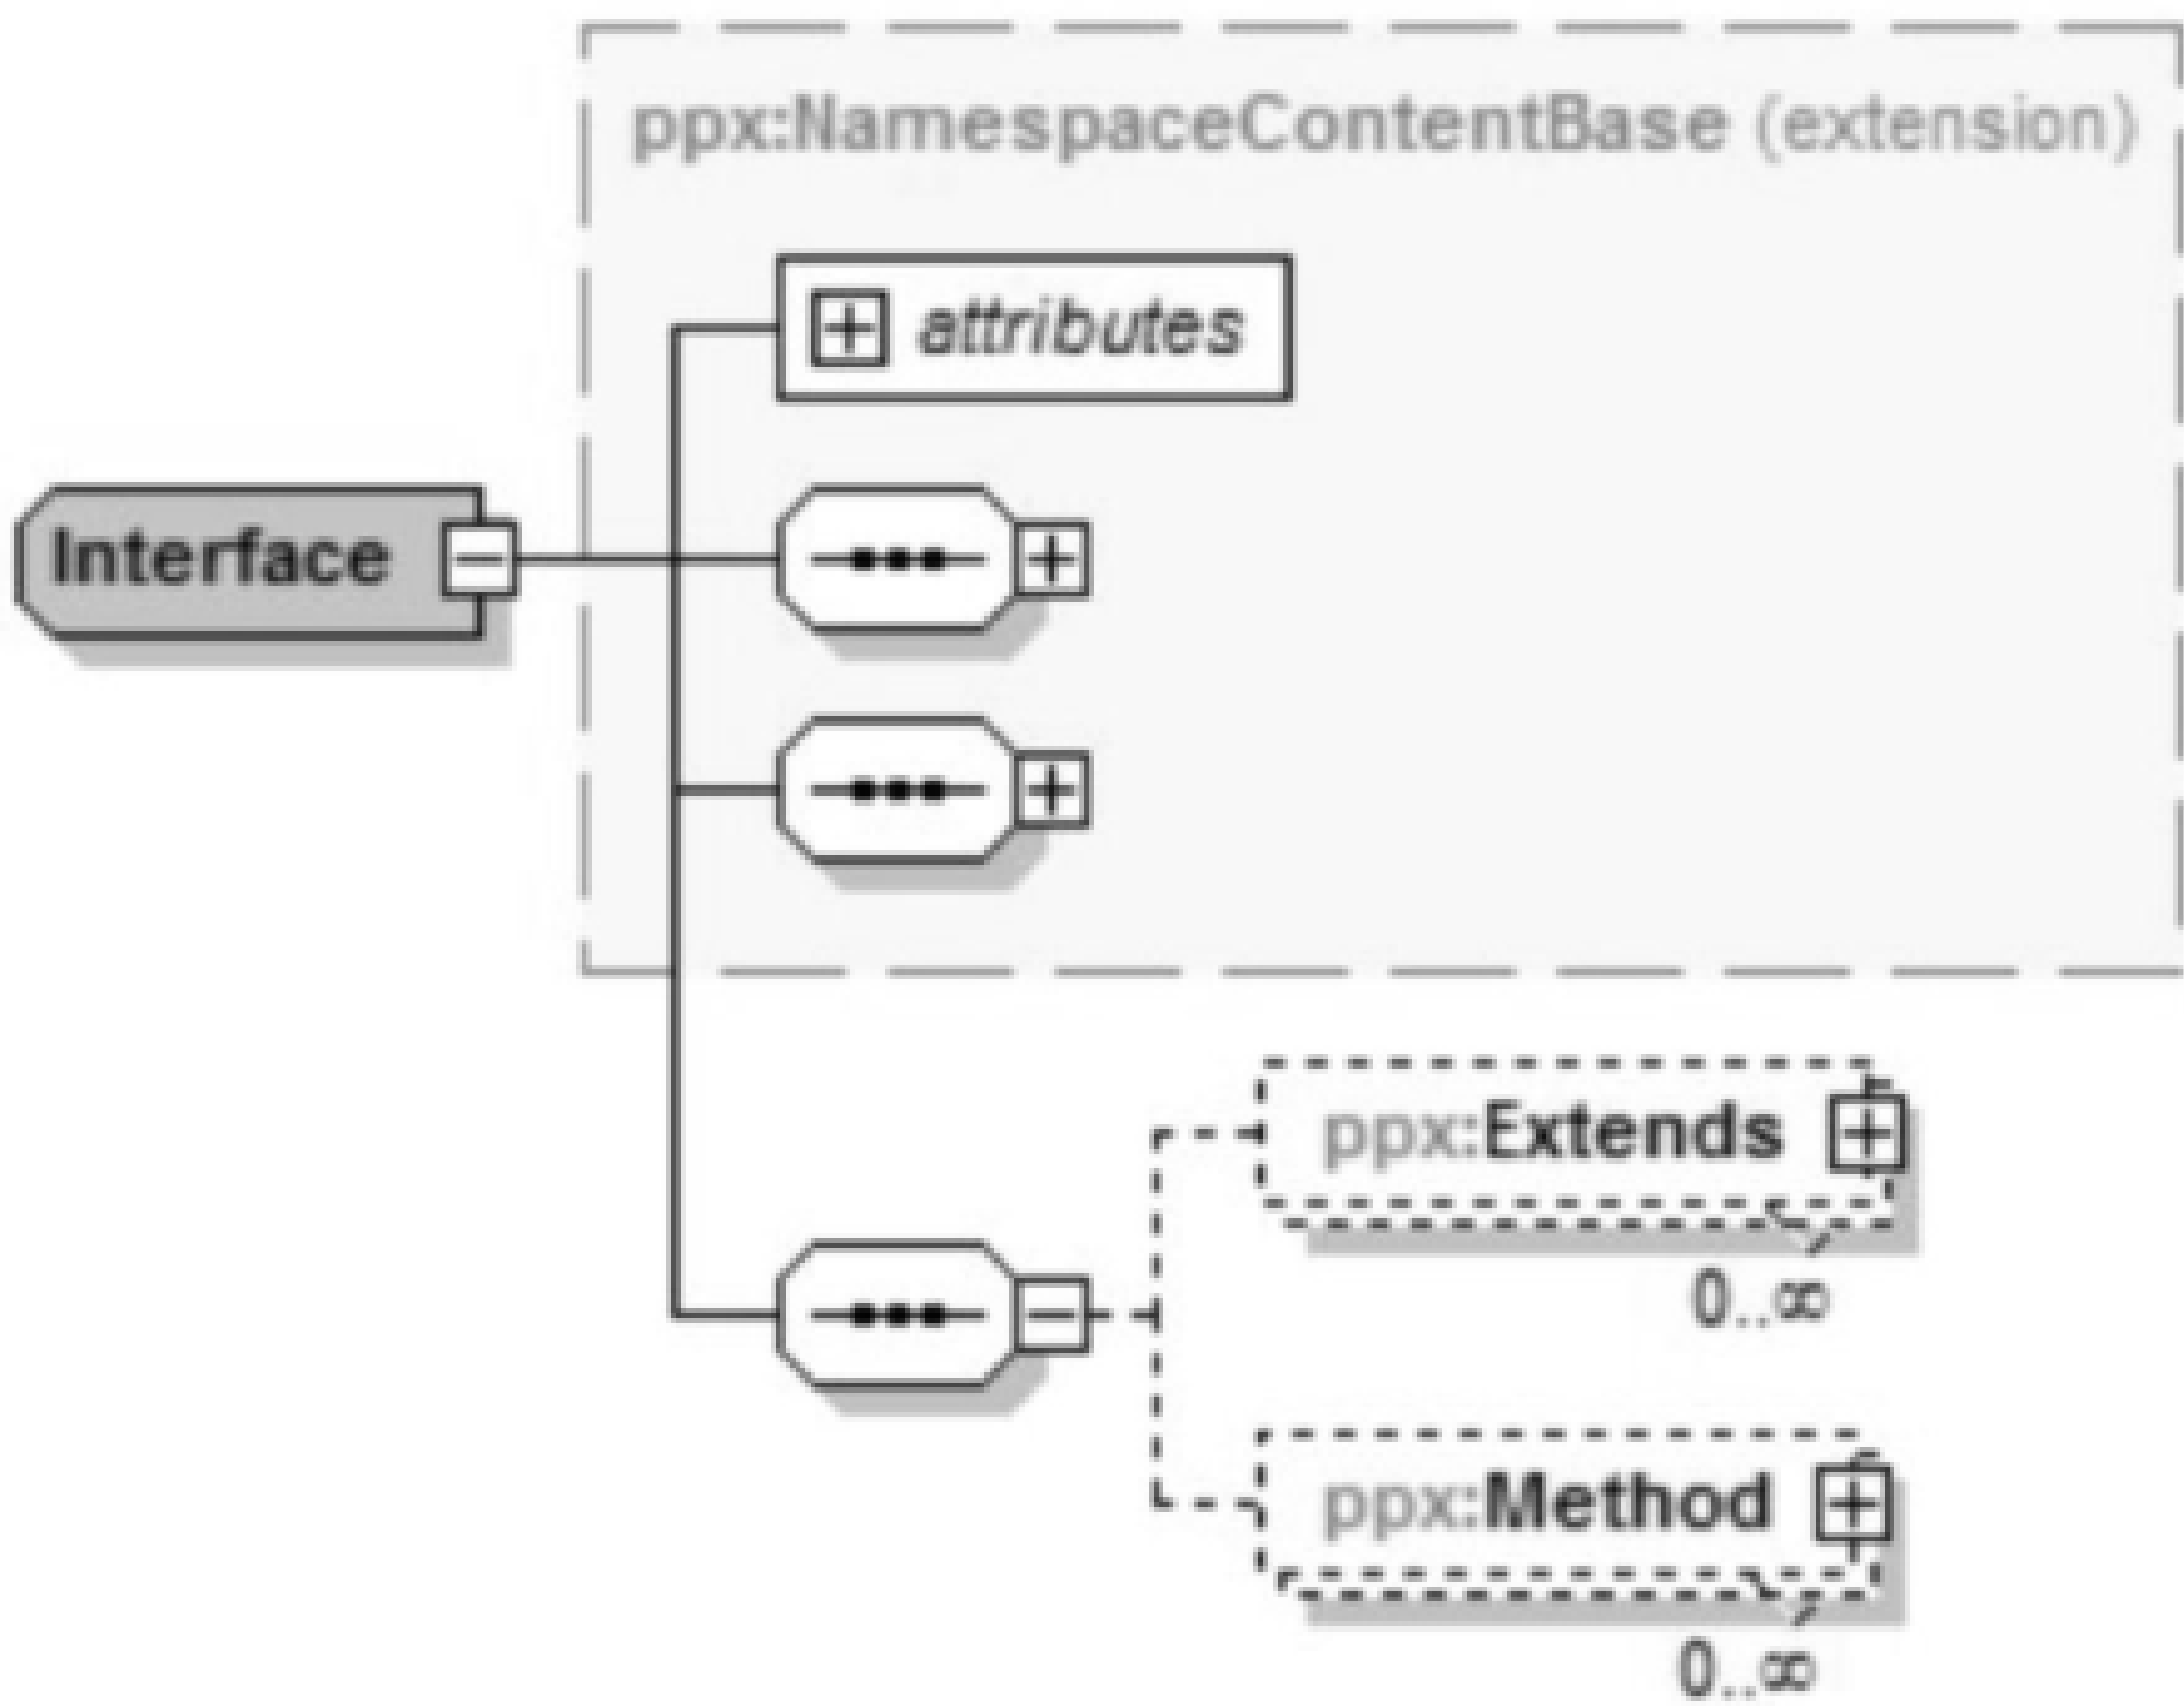 ppx:NamespaceContentBase (extension)
attributes
Interface
ppx:Extends
0..∞
ppx:Method
0..∞